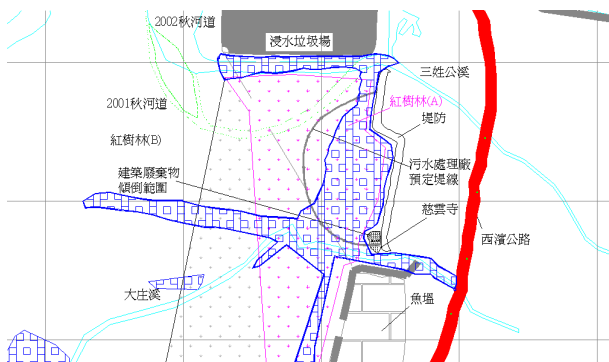 2002秋河道
浸水垃圾場
三姓公溪
2001秋河道
紅樹林(A)
堤防
紅樹林(B)
污水處理廠
預定堤線
建築廢棄物
傾倒範圍
慈雲寺
西濱公路
大庄溪
魚塭